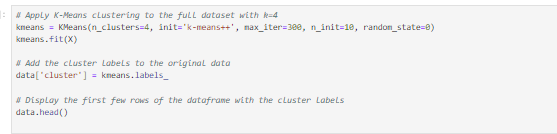 ]:
# Apply K-Means clustering to the full dataset with k=4
kmeans = KMeans(n_clusters=4, init='k-means++', max_iter=300, n_init=10, random_state=0)
kmeans.fit(X)
# Add the cluster labels to the original data
data['cluster'] = kmeans.labels_
# Display the first few rows of the dataframe with the cluster labels
data.head()